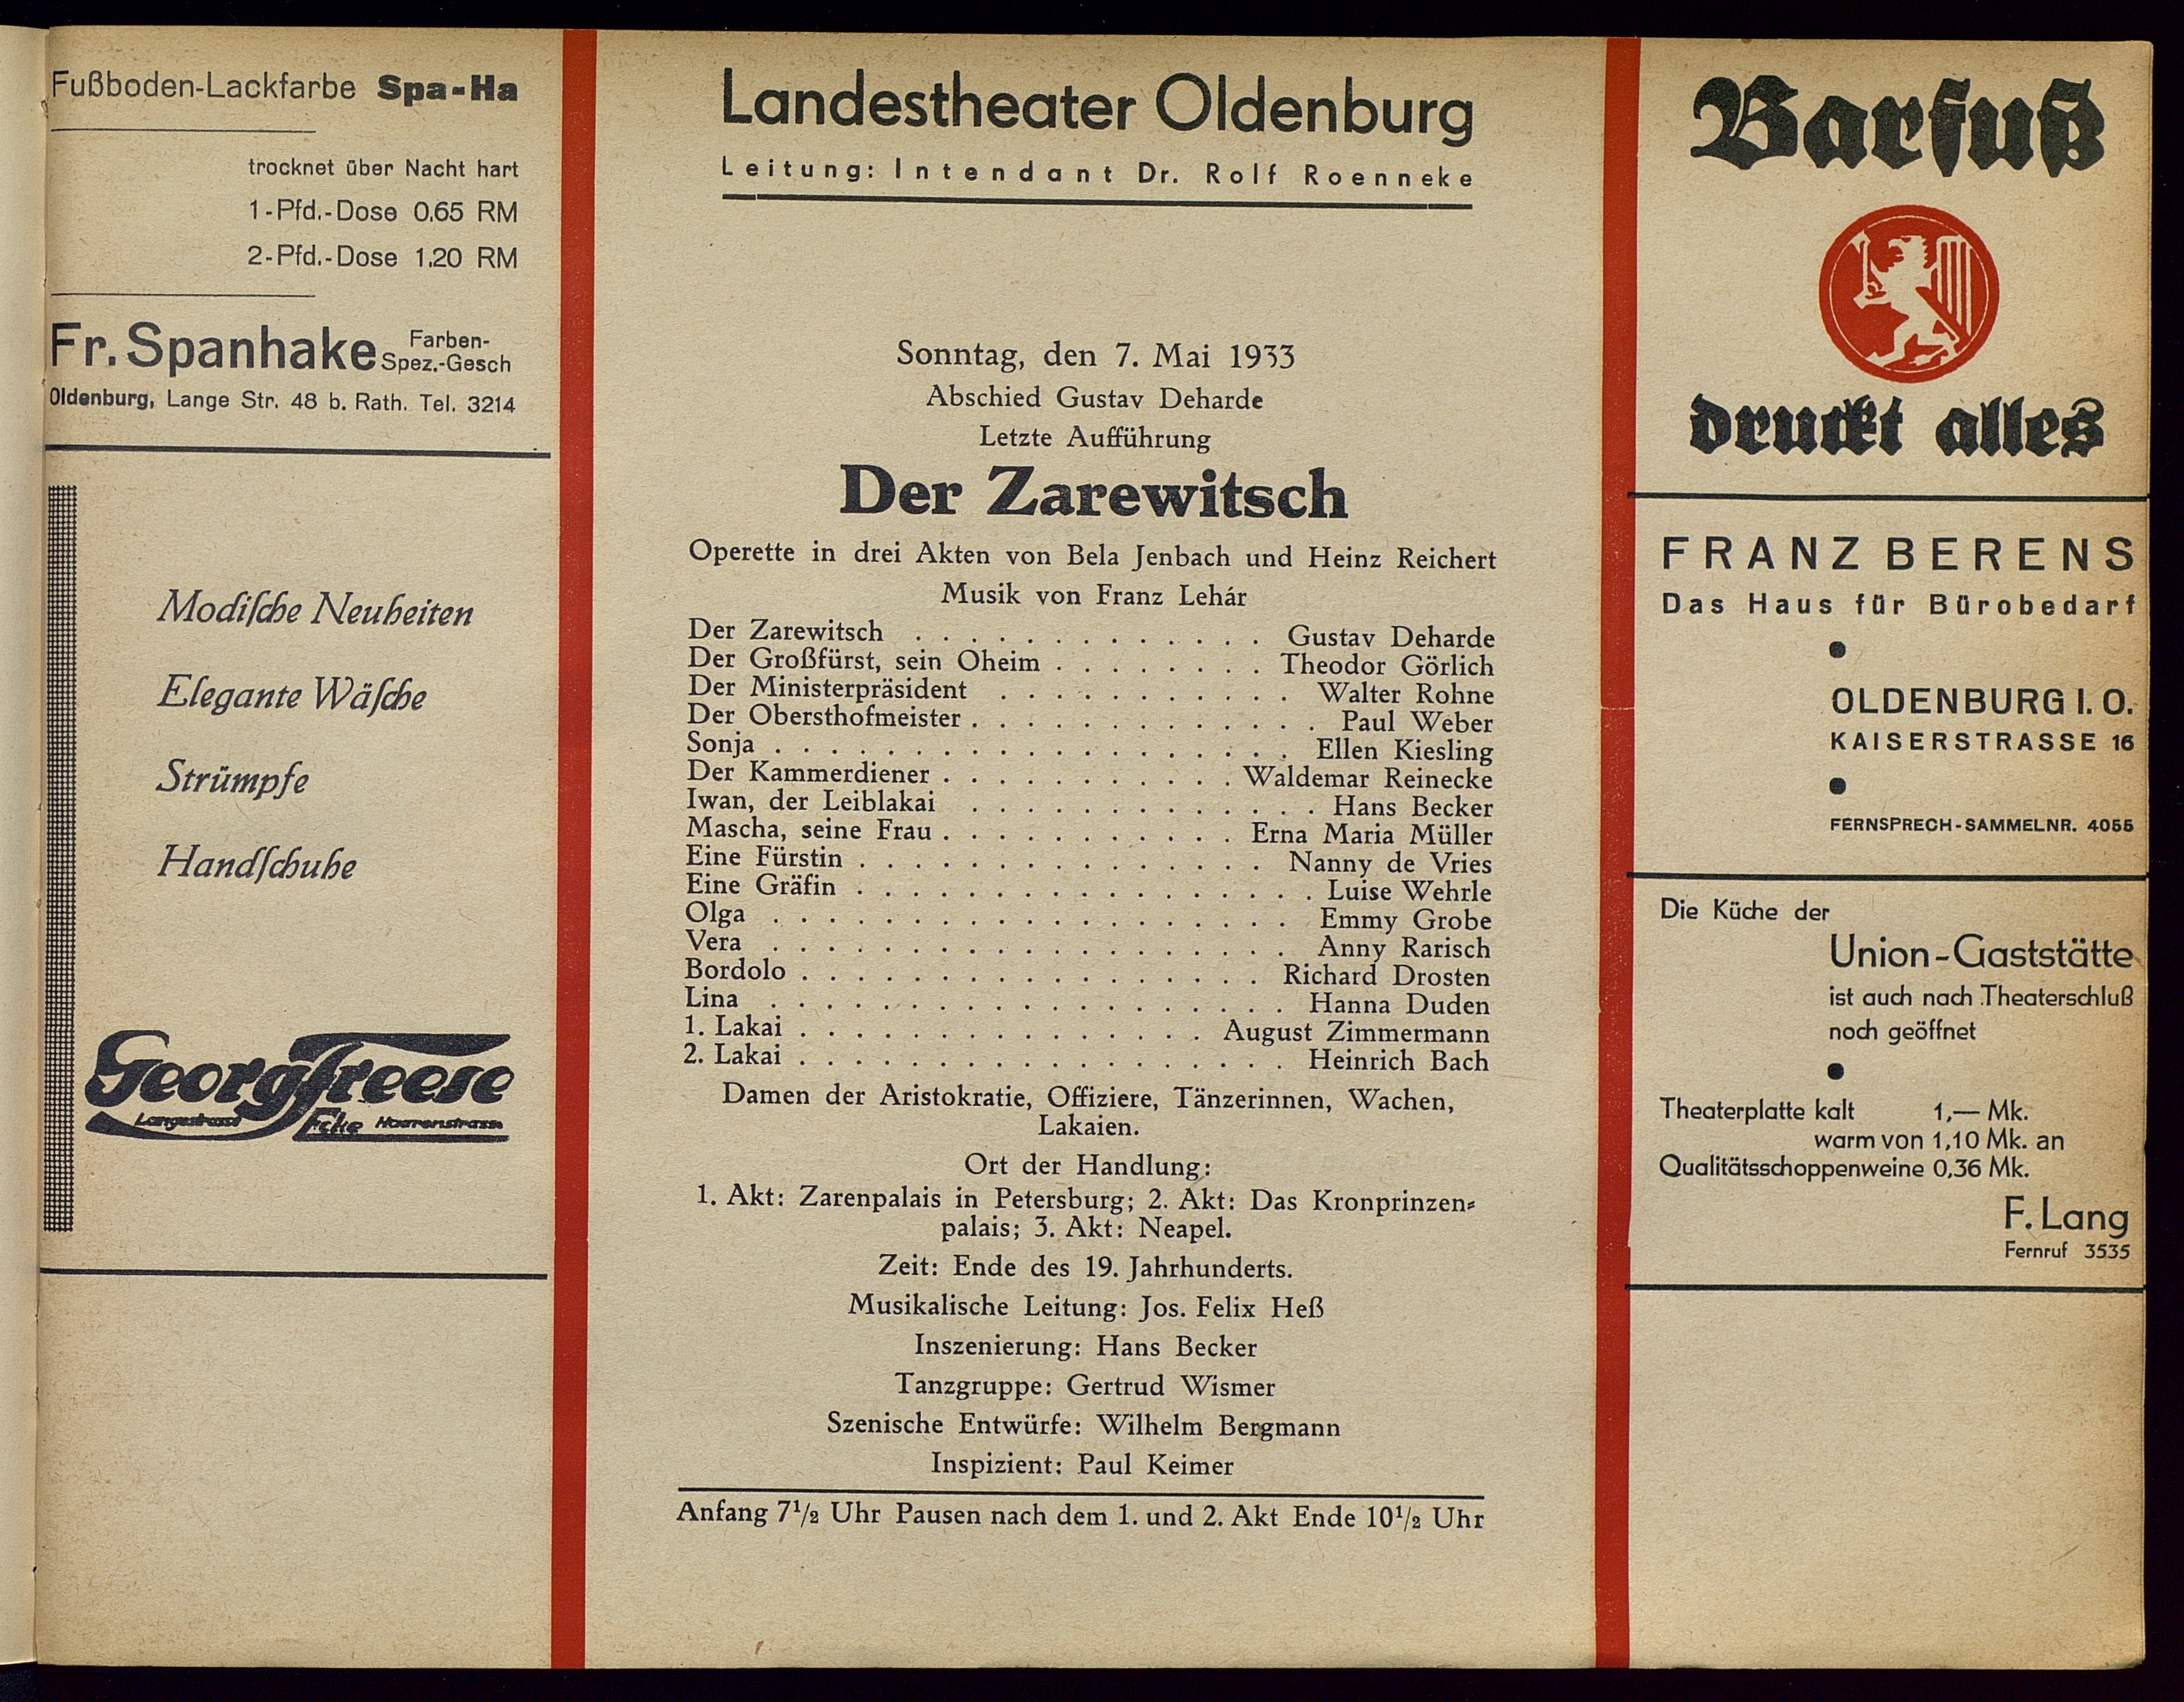 Fußboden-Lackfarbe Spa-Ha
trocknet über Nacht hart
1-Pfd.-Dose 0.65 RM
2-Pfd.-Dose 1.20 RM
Fr. Spanhake Farben-
Spez.-Gesch
Oldenburg, Lange Str. 48 b. Rath. Tel. 3214
Modische Neuheiten
Elegante Wäsche
Strümpfe
Handschuhe
Georg Freese
Langestrasse Ecke Haarenstrasse
Landestheater Oldenburg
Leitung: Intendant Dr. Rolf Roenneke
Sonntag, den 7. Mai 1933
Abschied Gustav Deharde
Letzte Aufführung
Der Zarewitsch
Operette in drei Akten von Bela Jenbach und Heinz Reichert
Musik von Franz Lehár
Der Zarewitsch . . . . . . . . . . . . . Gustav Deharde
Der Großfürst, sein Oheim . . . . . . . . Theodor Görlich
Der Ministerpräsident . . . . . . . . . . . Walter Rohne
Der Obersthofmeister . . . . . . . . . . . . . Paul Weber
Sonja . . . . . . . . . . . . . . . . . . . Ellen Kiesling
Der Kammerdiener . . . . . . . . . . . Waldemar Reinecke
Iwan, der Leiblakai . . . . . . . . . . . . . Hans Becker
Mascha, seine Frau . . . . . . . . . . . Erna Maria Müller
Eine Fürstin . . . . . . . . . . . . . . . Nanny de Vries
Eine Gräfin . . . . . . . . . . . . . . . . . Luise Wehrle
Olga . . . . . . . . . . . . . . . . . . . Emmy Grobe
Vera . . . . . . . . . . . . . . . . . . . Anny Rarisch
Bordolo . . . . . . . . . . . . . . . . . Richard Drosten
Lina . . . . . . . . . . . . . . . . . . . Hanna Duden
1. Lakai . . . . . . . . . . . . . . . August Zimmermann
2. Lakai . . . . . . . . . . . . . . . . . . Heinrich Bach
Damen der Aristokratie, Offiziere, Tänzerinnen, Wachen,
Lakaien.
Ort der Handlung:
1. Akt: Zarenpalais in Petersburg; 2. Akt: Das Kronprinzen-
palais; 3. Akt: Neapel.
Zeit: Ende des 19. Jahrhunderts.
Musikalische Leitung: Jos. Felix Heß
Inszenierung: Hans Becker
Tanzgruppe: Gertrud Wismer
Szenische Entwürfe: Wilhelm Bergmann
Inspizient: Paul Keimer
Anfang 7½ Uhr Pausen nach dem 1. und 2. Akt Ende 10½ Uhr
Barfuß
druckt alles
FRANZ BERENS
Das Haus für Bürobedarf
OLDENBURG I. O.
KAISERSTRASSE 16
FERNSPRECH-SAMMELNR. 4055
Die Küche der
Union-Gaststätte
ist auch nach Theaterschluß
noch geöffnet
Theaterplatte kalt 1,— Mk.
warm von 1,10 Mk. an
Qualitätsschoppenweine 0,36 Mk.
F. Lang
Fernruf 3535